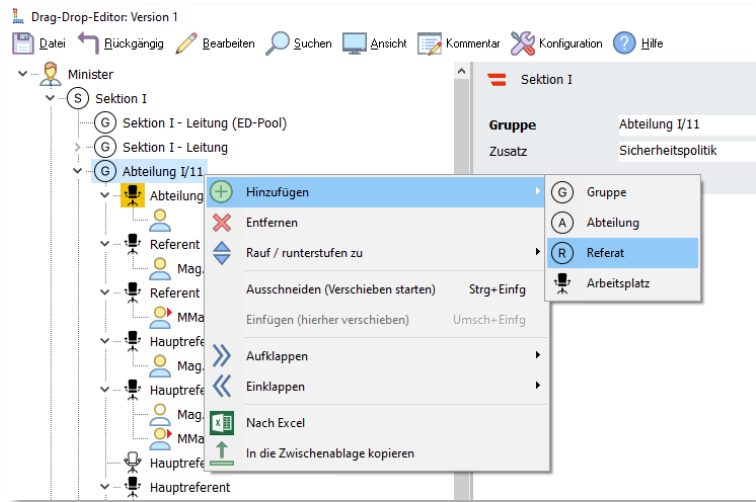 Drag-Drop-Editor: Version 1
Datei Rückgängig Bearbeiten Suchen Ansicht Kommentar Konfiguration ? Hilfe
Minister
S Sektion I
G Sektion I - Leitung (ED-Pool)
G Sektion I - Leitung
G Abteilung I/11
Abteilung
Referent
Mag.
Referent
MMa
Hauptrefe
Mag.
Hauptrefe
Mag.
MMa
Hauptrefe
Hauptreferent
Hinzufügen
Entfernen
Rauf / runterstufen zu
Ausschneiden (Verschieben starten) Strg+Einfg
Einfügen (hierher verschieben) Umsch+Einfg
Aufklappen
Einklappen
Nach Excel
In die Zwischenablage kopieren
G Gruppe
A Abteilung
R Referat
Arbeitsplatz
Sektion I
Gruppe Abteilung I/11
Zusatz Sicherheitspolitik